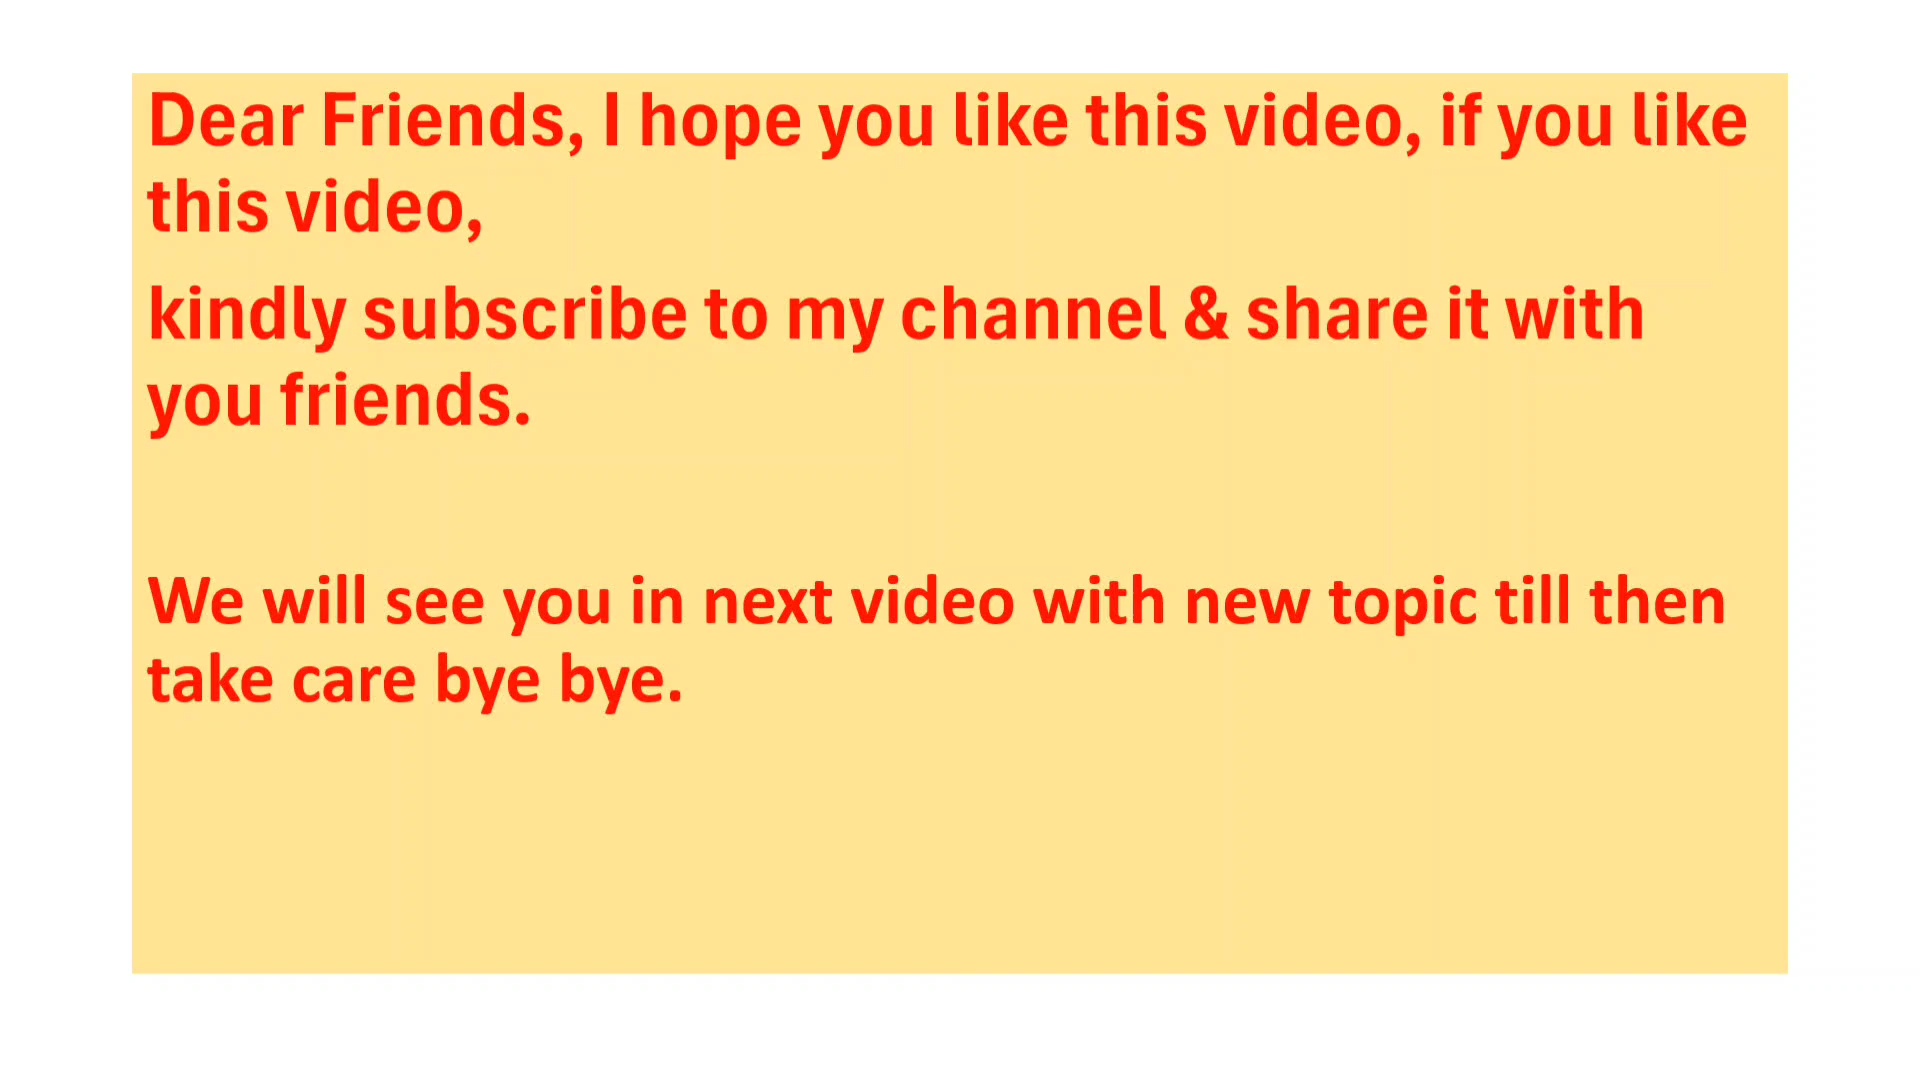 Dear Friends, I hope you like this video, if you like
this video,
kindly subscribe to my channel & share it with
you friends.
We will see you in next video with new topic till then
take care bye bye.